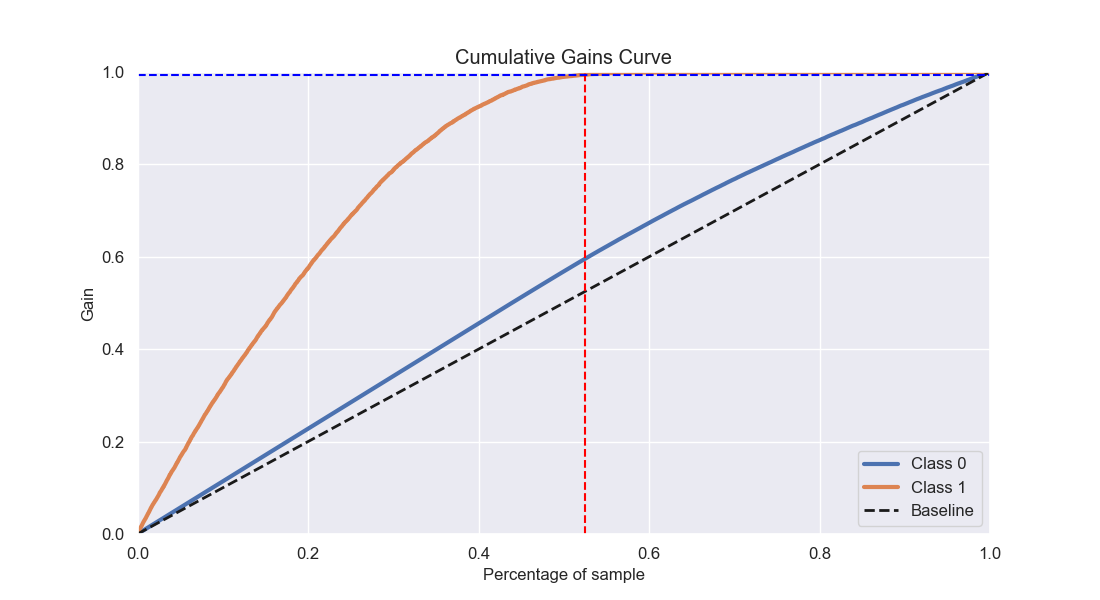 Cumulative Gains Curve
1.0
0.8
0.6
0.4
0.2
0.0
Gain
Class 0
Class 1
Baseline
0.0 0.2 0.4 0.6 0.8 1.0
Percentage of sample